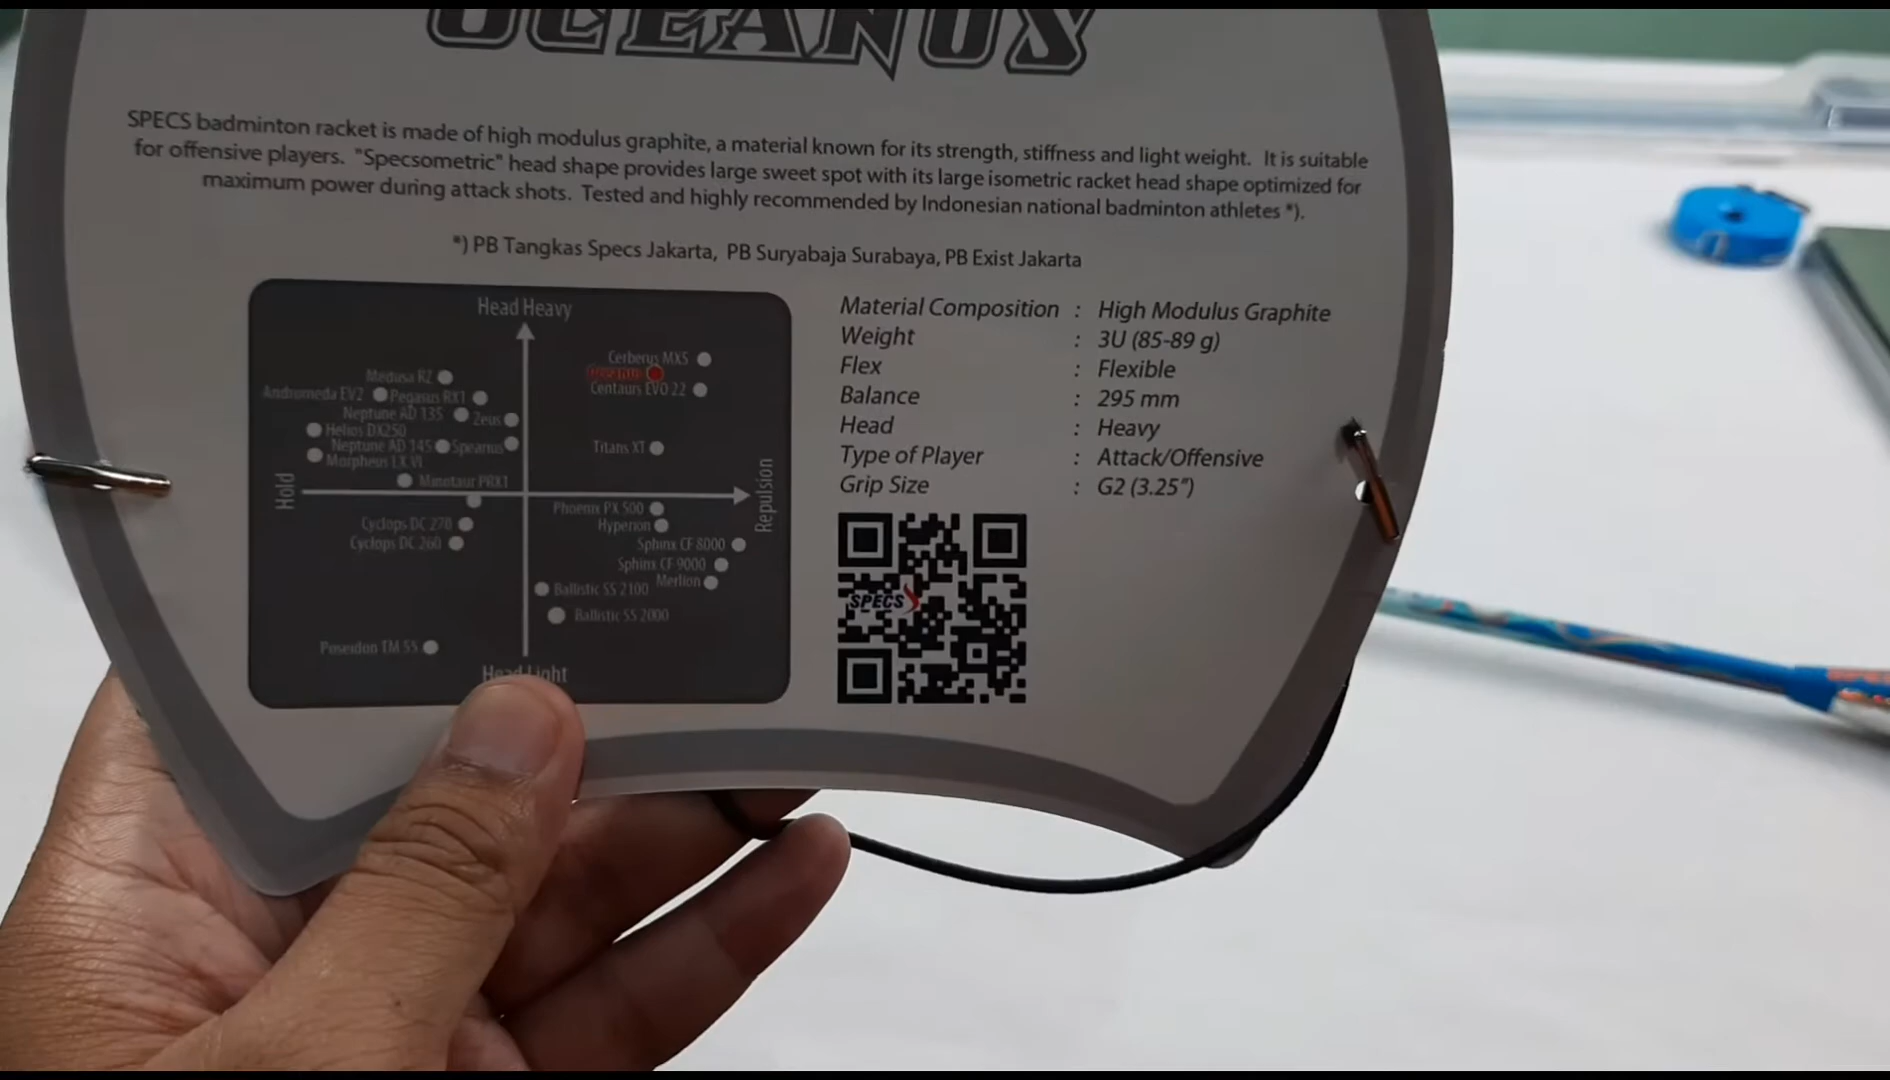 OCEANUS
SPECS badminton racket is made of high modulus graphite, a material known for its strength, stiffness and light weight. It is suitable
for offensive players. "Specsometric" head shape provides large sweet spot with its large isometric racket head shape optimized for
maximum power during attack shots. Tested and highly recommended by Indonesian national badminton athletes *).
*) PB Tangkas Specs Jakarta, PB Suryabaja Surabaya, PB Exist Jakarta
Head Heavy
Cerberus MX5
Oceanus
Centaurs EVO 22
Medusa RZ
Andromeda EV2
Pegasus RX1
Neptune AD 135
Zeus
Helios DX250
Neptune AD 145
Speanus
Morpheus LX VI
Titans XT
Minotaur PRX1
Hold
Repulsion
Phoenix PX 500
Hyperion
Cyclops DC 270
Cyclops DC 260
Sphinx CF 8000
Sphinx CF 9000
Merlion
Ballistic SS 2100
Ballistic SS 2000
Poseidon TM 55
Head Light
Material Composition : High Modulus Graphite
Weight : 3U (85-89 g)
Flex : Flexible
Balance : 295 mm
Head : Heavy
Type of Player : Attack/Offensive
Grip Size : G2 (3.25")
SPECS